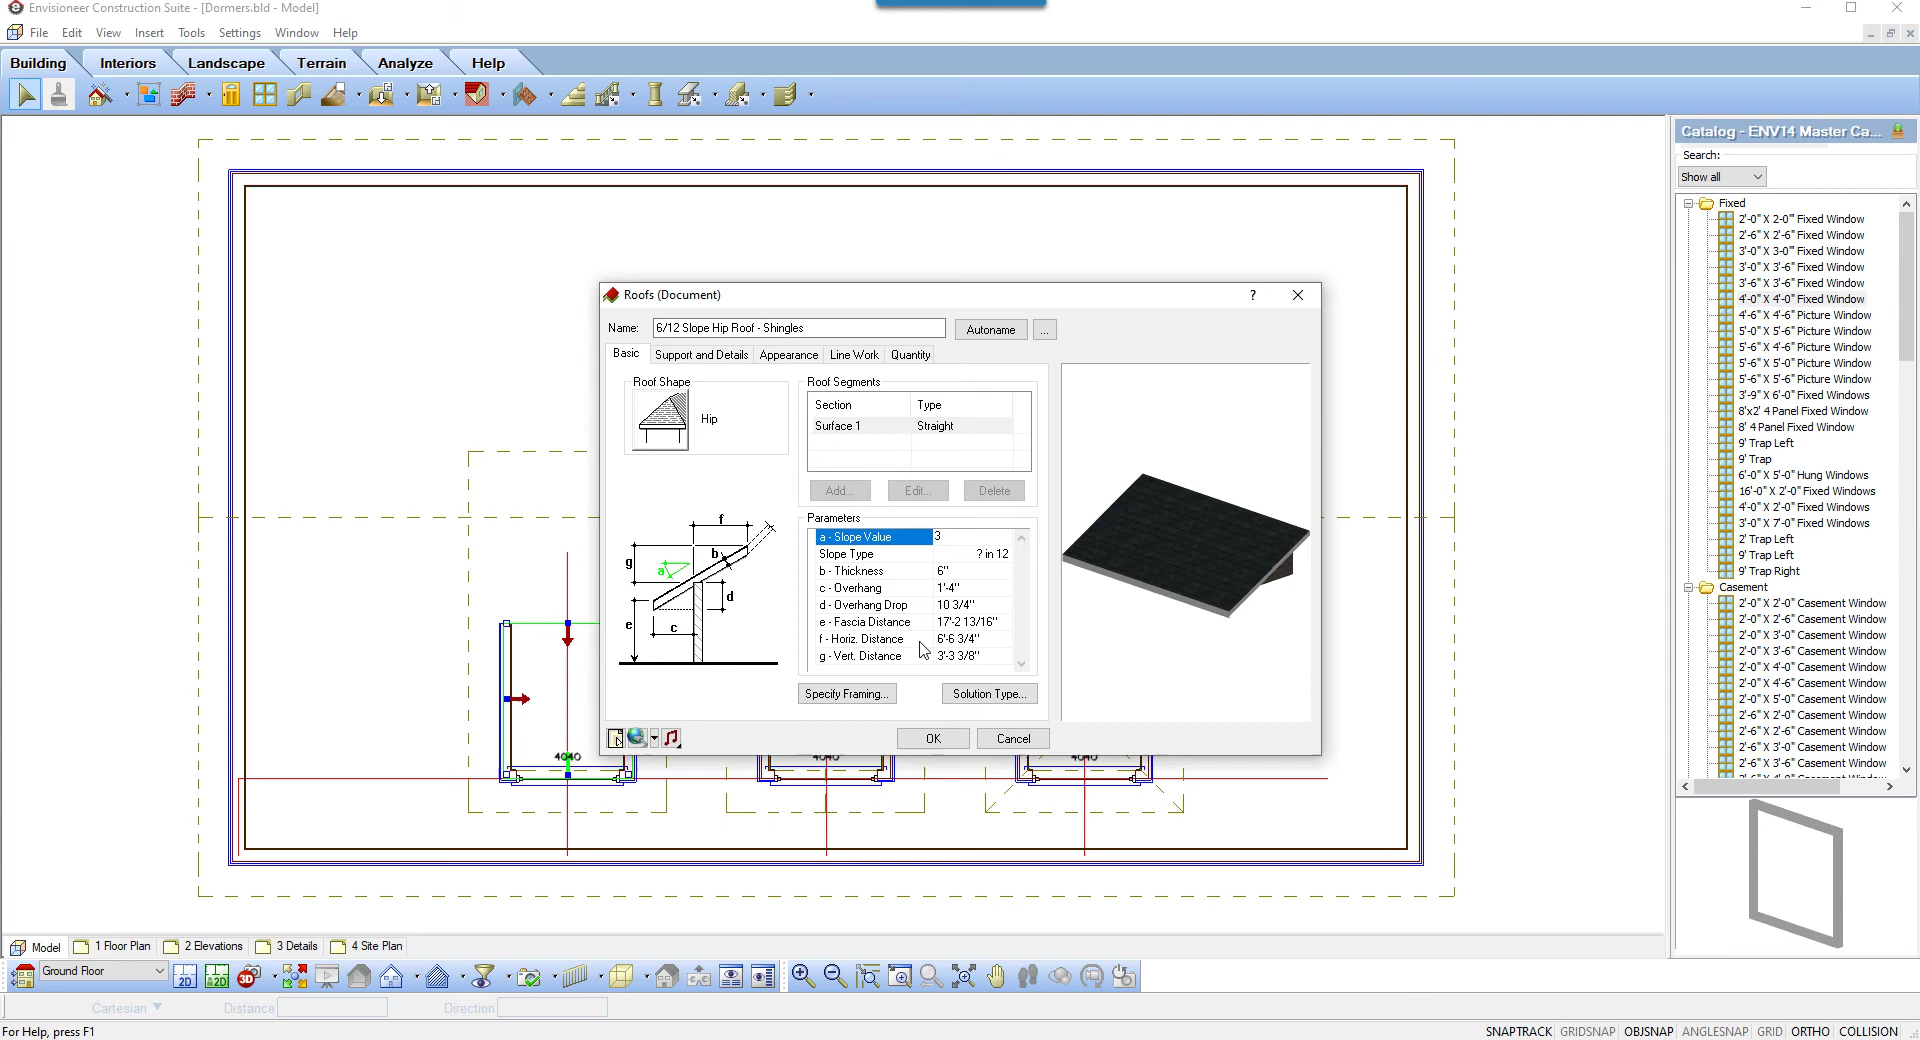 Envisioneer Construction Suite - [Dormers.bld - Model]
File Edit View Insert Tools Settings Window Help
Building Interiors Landscape Terrain Analyze Help
Catalog - ENV14 Master Ca...
Search:
Show all
Fixed
2'-0" X 2-0"' Fixed Window
2'-6" X 2'-6" Fixed Window
3'-0" X 3-0"' Fixed Window
3'-0" X 3'-6" Fixed Window
3'-6" X 3'-6" Fixed Window
4'-0" X 4'-0" Fixed Window
4'-6" X 4'-6" Picture Window
5'-0" X 5'-6" Picture Window
5'-6" X 4'-6" Picture Window
5'-6" X 5'-0" Picture Window
5'-6" X 5'-6" Picture Window
3'-9" X 6'-0" Fixed Windows
8'x2' 4 Panel Fixed Window
8' 4 Panel Fixed Window
9' Trap Left
9' Trap
6'-0" X 5'-0" Hung Windows
16'-0" X 2'-0" Fixed Windows
4'-0" X 2'-0" Fixed Windows
3'-0" X 7'-0" Fixed Windows
2' Trap Left
9' Trap Left
9' Trap Right
Casement
2'-0" X 2'-0" Casement Window
2'-0" X 2'-6" Casement Window
2'-0" X 3'-0" Casement Window
2'-0" X 3'-6" Casement Window
2'-0" X 4'-0" Casement Window
2'-0" X 4'-6" Casement Window
2'-0" X 5'-0" Casement Window
2'-6" X 2'-0" Casement Window
2'-6" X 2'-6" Casement Window
2'-6" X 3'-0" Casement Window
2'-6" X 3'-6" Casement Window
Roofs (Document)
?
Name: 6/12 Slope Hip Roof - Shingles Autoname ...
Basic Support and Details Appearance Line Work Quantity
Roof Shape
Hip
Roof Segments
Section Type
Surface 1 Straight
Add... Edit... Delete
Parameters
a - Slope Value 3
Slope Type ? in 12
b - Thickness 6"
c - Overhang 1'-4"
d - Overhang Drop 10 3/4"
e - Fascia Distance 17'-2 13/16"
f - Horiz. Distance 6'-6 3/4"
g - Vert. Distance 3'-3 3/8"
f
b
g
a
d
e
c
Specify Framing... Solution Type...
OK Cancel
4040 4040 4040
Model 1 Floor Plan 2 Elevations 3 Details 4 Site Plan
Ground Floor 2D 2D 3D
Cartesian Distance Direction
For Help, press F1
SNAPTRACK GRIDSNAP OBJSNAP ANGLESNAP GRID ORTHO COLLISION